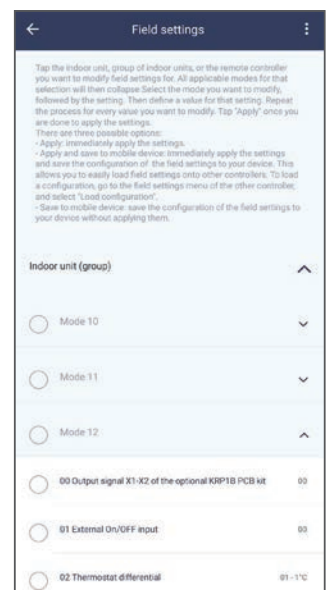 Field settings
Tap the indoor unit, group of indoor units, or the remote controller
you want to modify field settings for. All applicable modes for that
selection will then collapse.Select the mode you want to modify,
followed by the setting. Then define a value for that setting. Repeat
the process for every value you want to modify. Tap "Apply" once you
are done to apply the settings.
There are three possible options:
- Apply: immediately apply the settings.
- Apply and save to mobile device: immediately apply the settings
and save the configuration of the field settings to your device. This
allows you to easily load field settings onto other controllers. To load
a configuration, go to the field settings menu of the other controller,
and select "Load configuration".
- Save to mobile device: save the configuration of the field settings to
your device without applying them.
Indoor unit (group)
Mode 10
Mode 11
Mode 12
00 Output signal X1-X2 of the optional KRP1B PCB kit 03
01 External On/OFF input 03
02 Thermostat differential 01 - 1°C